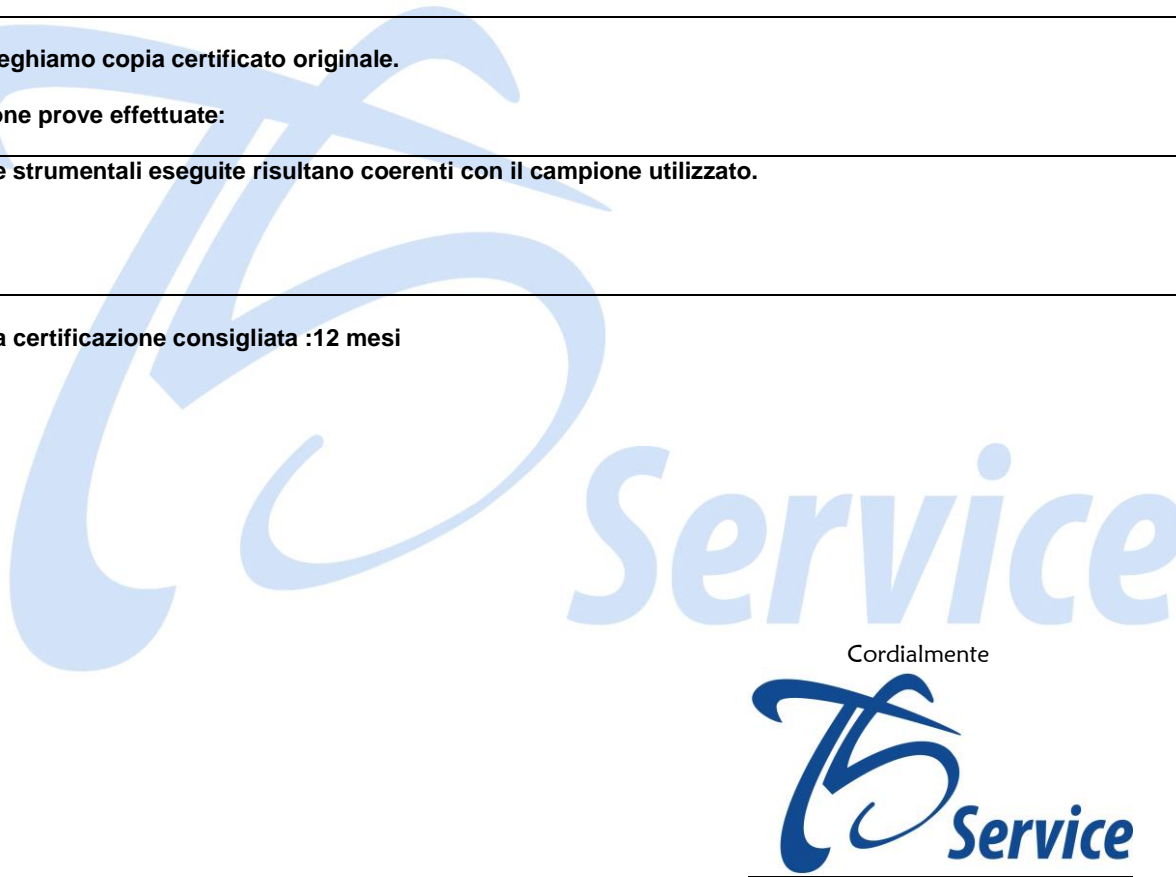 eghiamo copia certificato originale.
one prove effettuate:
e strumentali eseguite risultano coerenti con il campione utilizzato.
a certificazione consigliata :12 mesi
Service
Cordialmente
TS Service